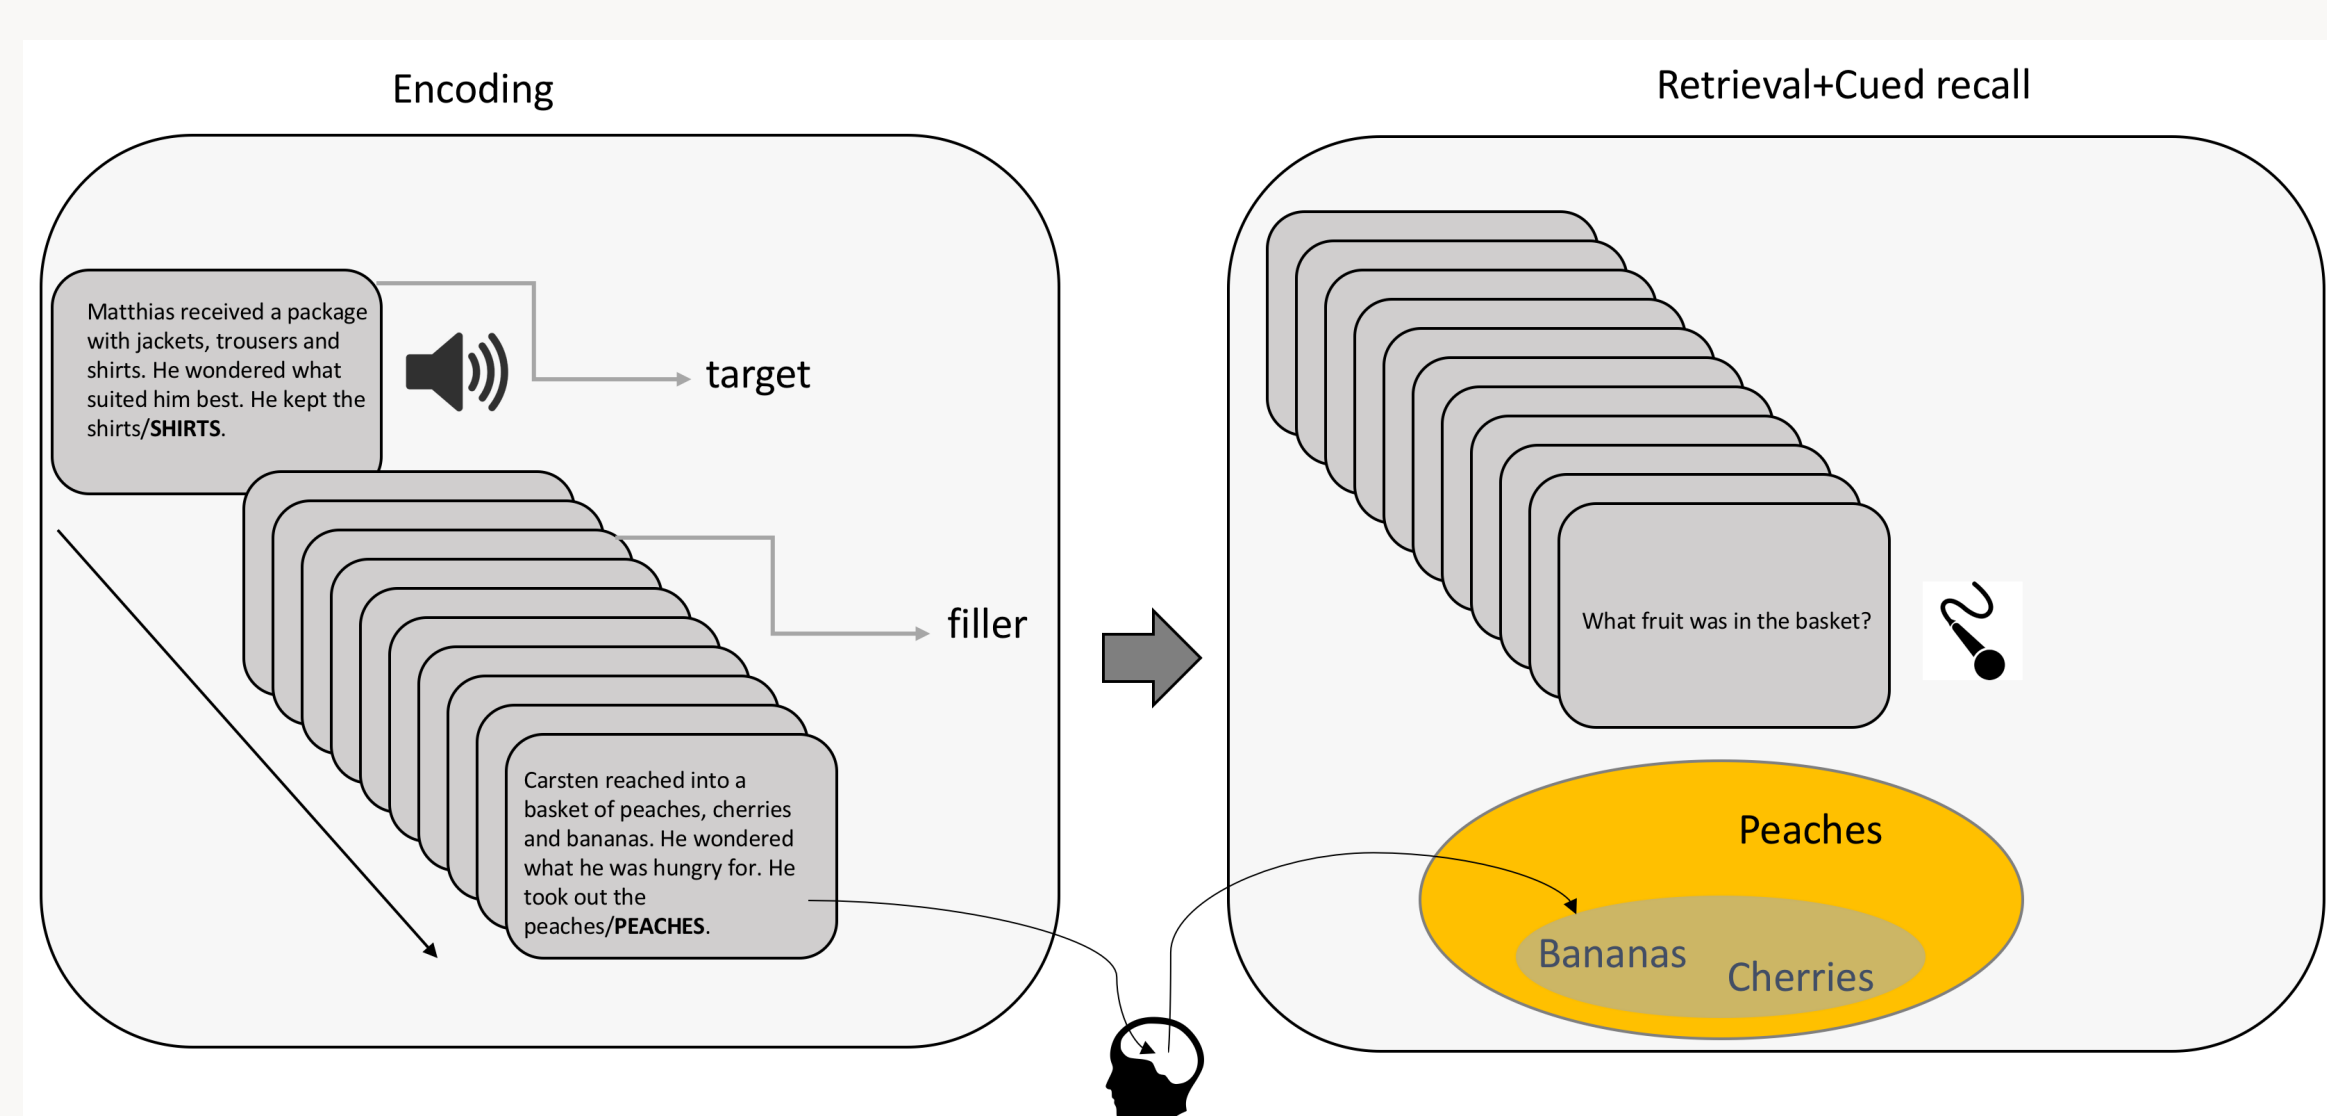 Encoding
Retrieval+Cued recall
Matthias received a package
with jackets, trousers and
shirts. He wondered what
suited him best. He kept the
shirts/SHIRTS.
target
filler
Carsten reached into a
basket of peaches, cherries
and bananas. He wondered
what he was hungry for. He
took out the
peaches/PEACHES.
What fruit was in the basket?
Peaches
Bananas
Cherries